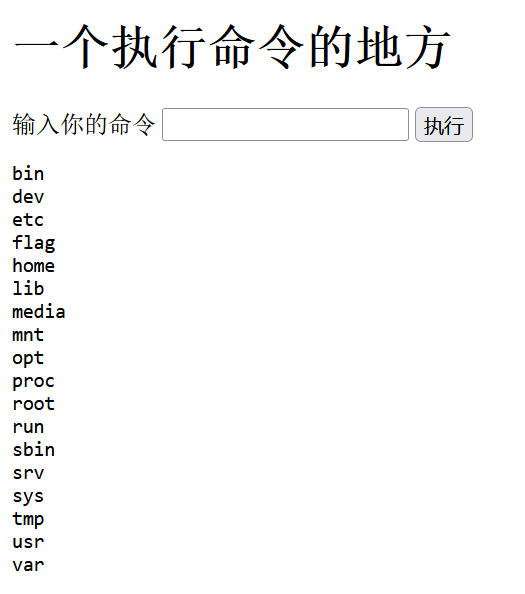 一个执行命令的地方
输入你的命令 执行
bin
dev
etc
flag
home
lib
media
mnt
opt
proc
root
run
sbin
srv
sys
tmp
usr
var